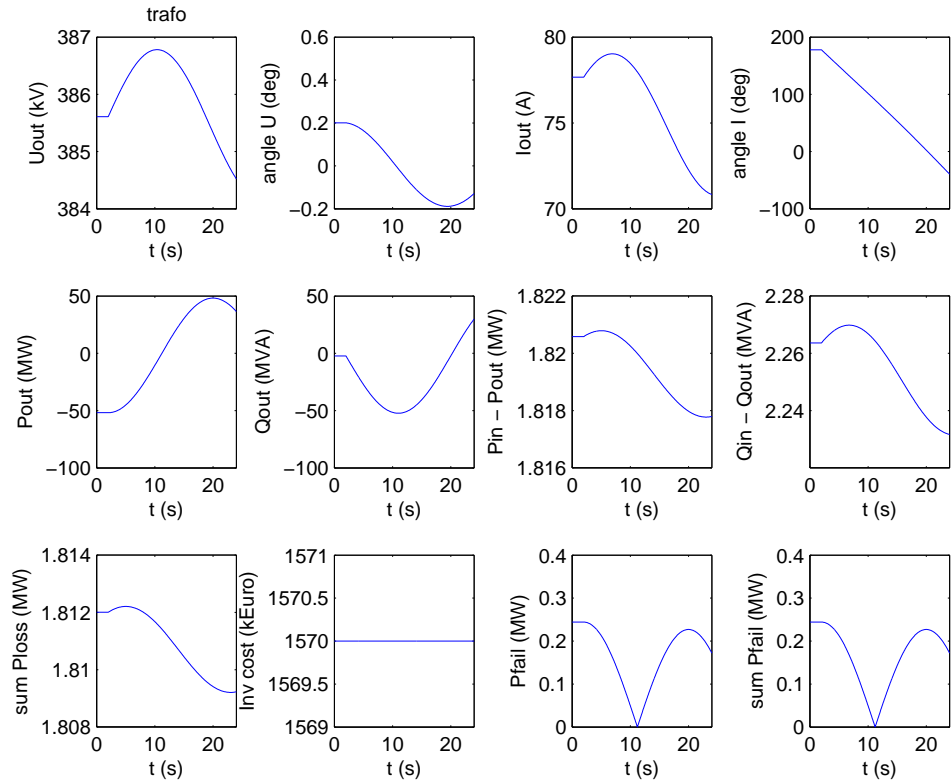 trafo
387
386
385
384
Uout (kV)
0 10 20
t (s)
0.6
0.4
0.2
0
−0.2
angle U (deg)
0 10 20
t (s)
80
75
70
Iout (A)
0 10 20
t (s)
200
100
0
−100
angle I (deg)
0 10 20
t (s)
50
0
−50
−100
Pout (MW)
0 10 20
t (s)
50
0
−50
−100
Qout (MVA)
0 10 20
t (s)
1.822
1.82
1.818
1.816
Pin − Pout (MW)
0 10 20
t (s)
2.28
2.26
2.24
Qin − Qout (MVA)
0 10 20
t (s)
1.814
1.812
1.81
1.808
sum Ploss (MW)
0 10 20
t (s)
1571
1570.5
1570
1569.5
1569
Inv cost (kEuro)
0 10 20
t (s)
0.4
0.3
0.2
0.1
0
Pfail (MW)
0 10 20
t (s)
0.4
0.3
0.2
0.1
0
sum Pfail (MW)
0 10 20
t (s)